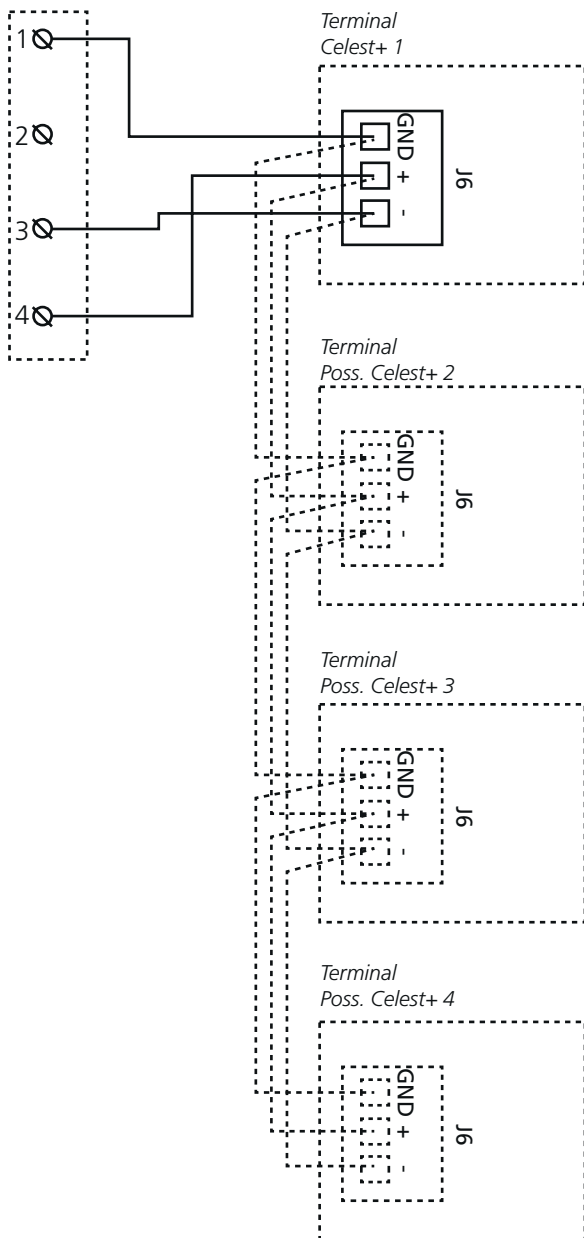 Terminal
Celest+ 1
1
2
3
4
GND
+
-
J6
Terminal
Poss. Celest+ 2
GND
+
-
J6
Terminal
Poss. Celest+ 3
GND
+
-
J6
Terminal
Poss. Celest+ 4
GND
+
-
J6